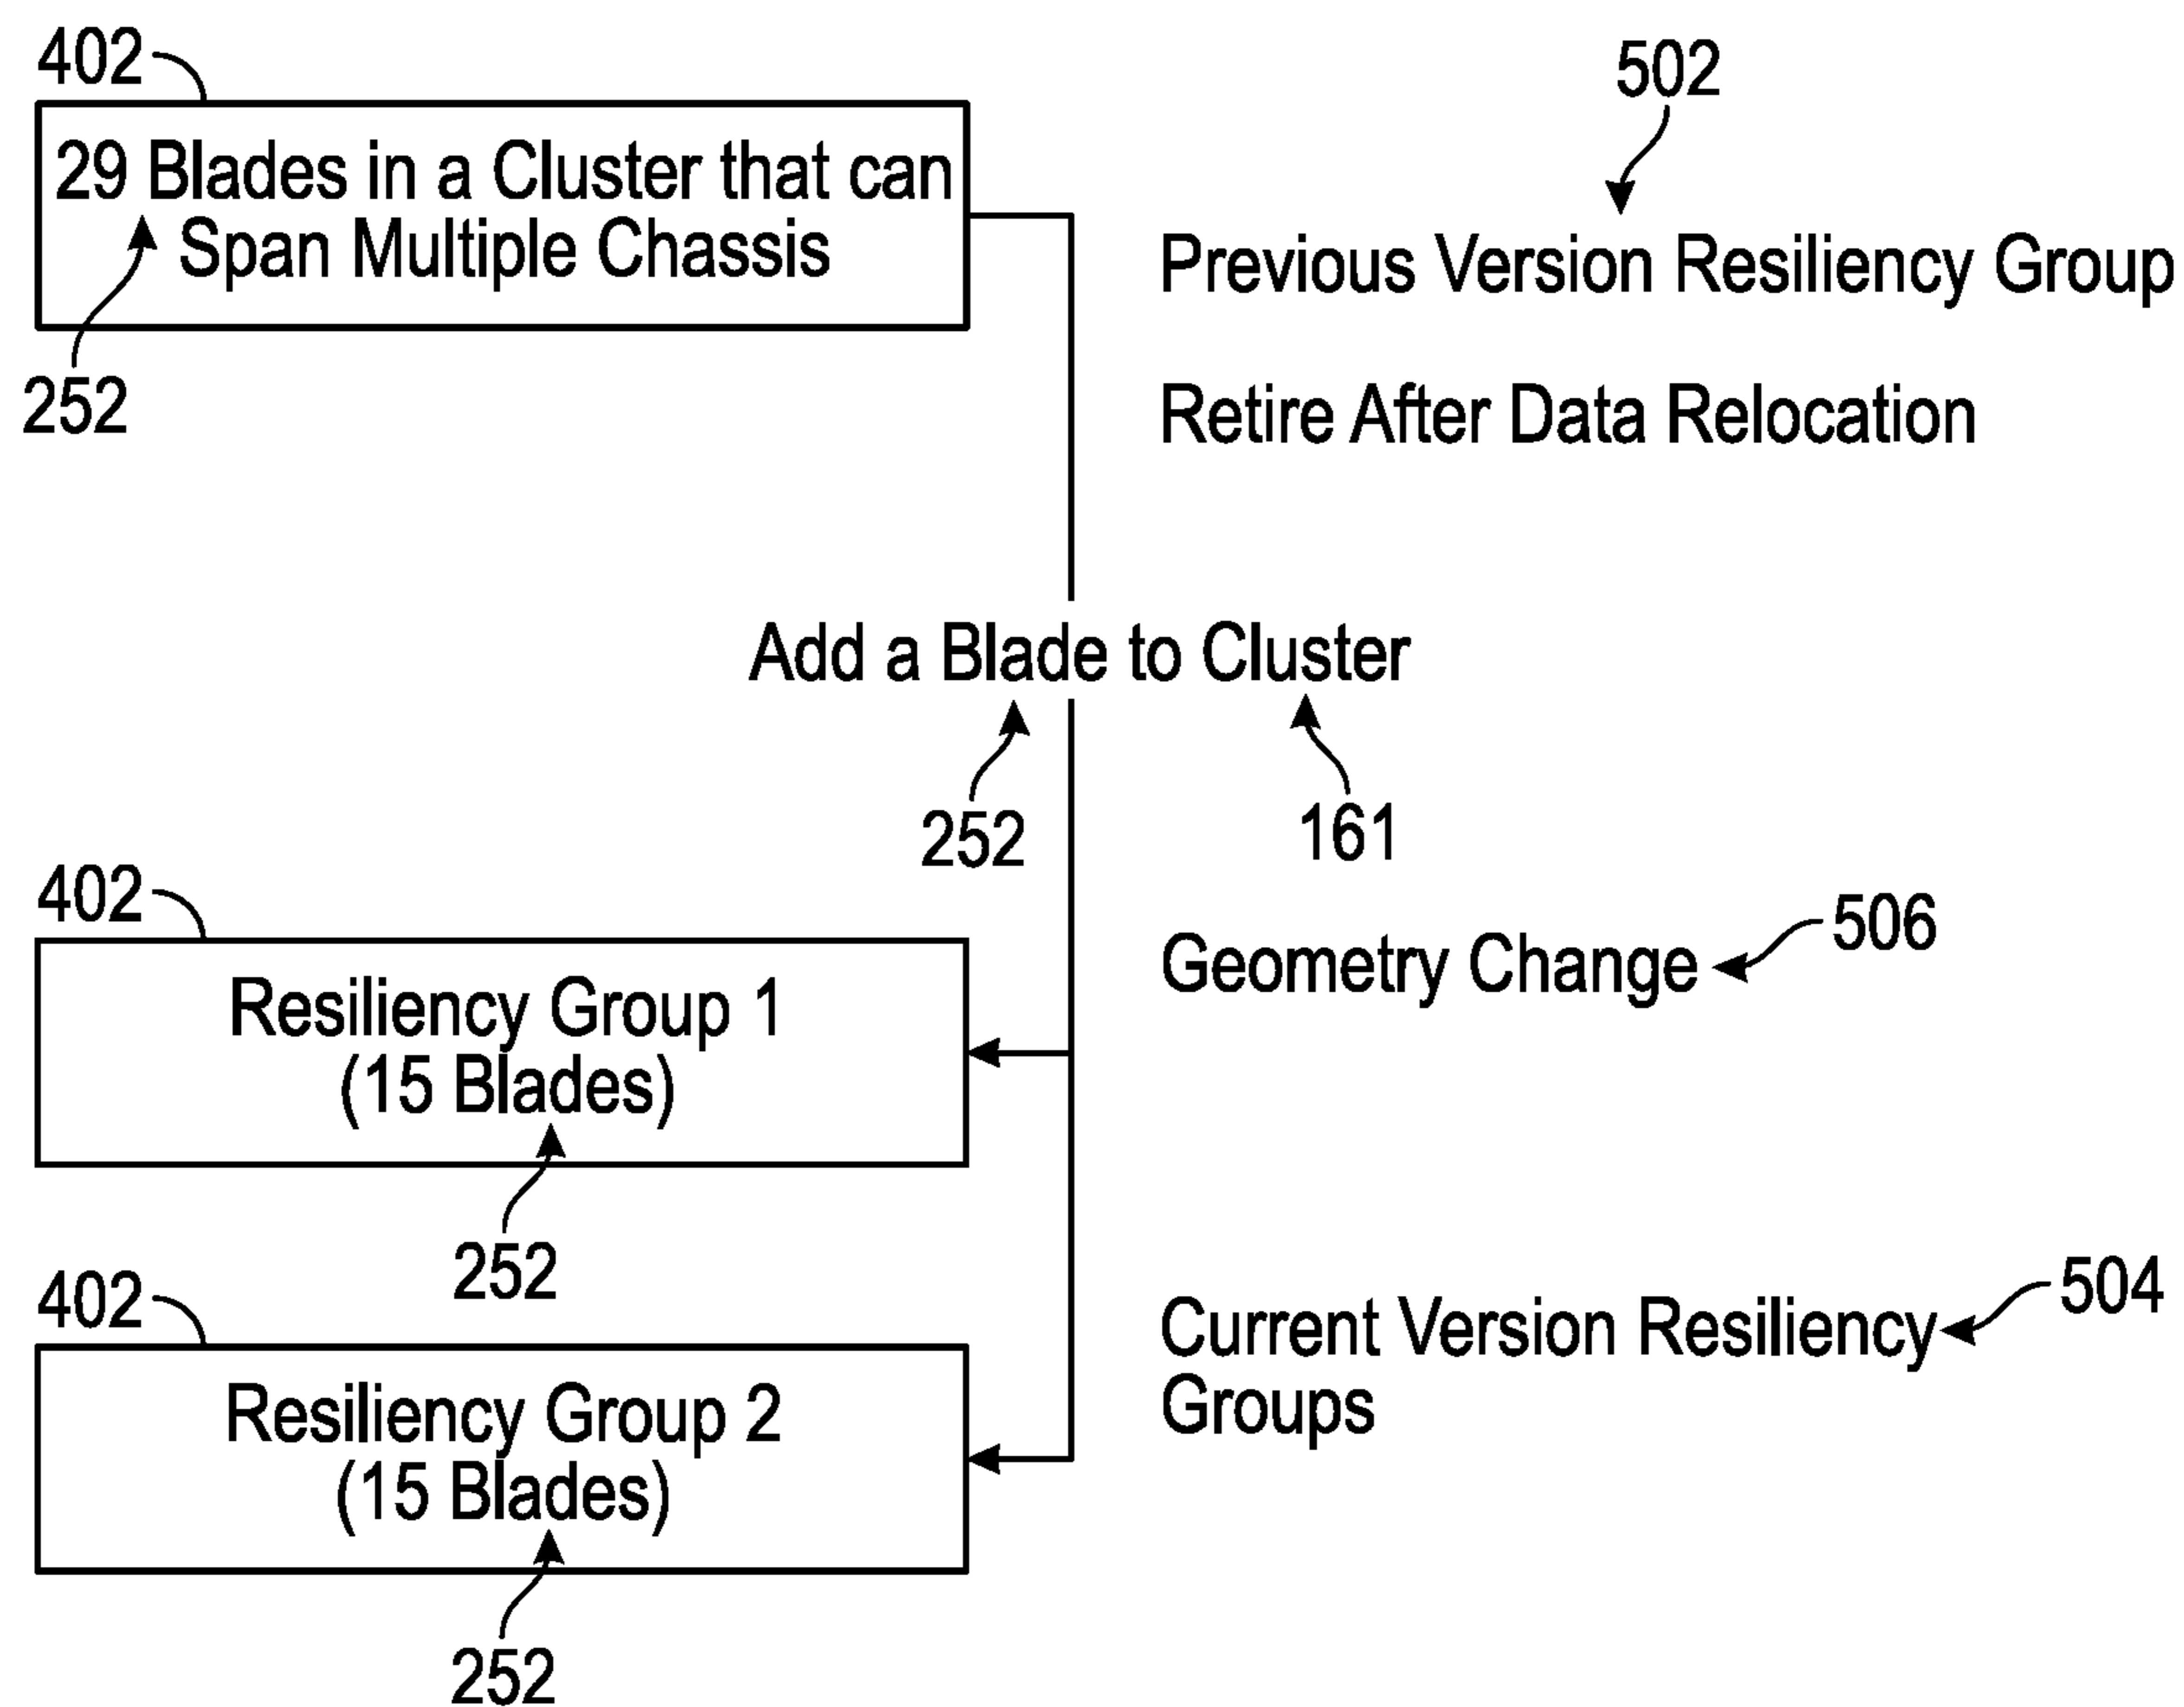 402
502
29 Blades in a Cluster that can
Span Multiple Chassis
Previous Version Resiliency Group
252
Retire After Data Relocation
Add a Blade to Cluster
252
161
402
506
Geometry Change
Resiliency Group 1
(15 Blades)
252
402
504
Current Version Resiliency
Groups
Resiliency Group 2
(15 Blades)
252